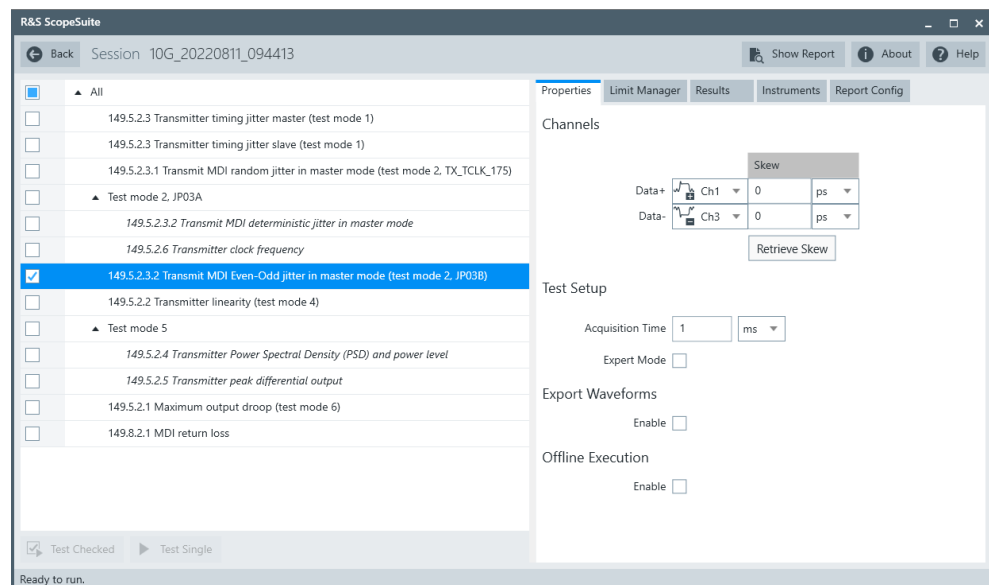 R&S ScopeSuite
Back Session 10G_20220811_094413 Show Report About Help
All
149.5.2.3 Transmitter timing jitter master (test mode 1)
149.5.2.3 Transmitter timing jitter slave (test mode 1)
149.5.2.3.1 Transmit MDI random jitter in master mode (test mode 2, TX_TCLK_175)
Test mode 2, JP03A
149.5.2.3.2 Transmit MDI deterministic jitter in master mode
149.5.2.6 Transmitter clock frequency
149.5.2.3.2 Transmit MDI Even-Odd jitter in master mode (test mode 2, JP03B)
149.5.2.2 Transmitter linearity (test mode 4)
Test mode 5
149.5.2.4 Transmitter Power Spectral Density (PSD) and power level
149.5.2.5 Transmitter peak differential output
149.5.2.1 Maximum output droop (test mode 6)
149.8.2.1 MDI return loss
Test Checked Test Single
Properties Limit Manager Results Instruments Report Config
Channels
Skew
Data+ Ch1 0 ps
Data- Ch3 0 ps
Retrieve Skew
Test Setup
Acquisition Time 1 ms
Expert Mode
Export Waveforms
Enable
Offline Execution
Enable
Ready to run.